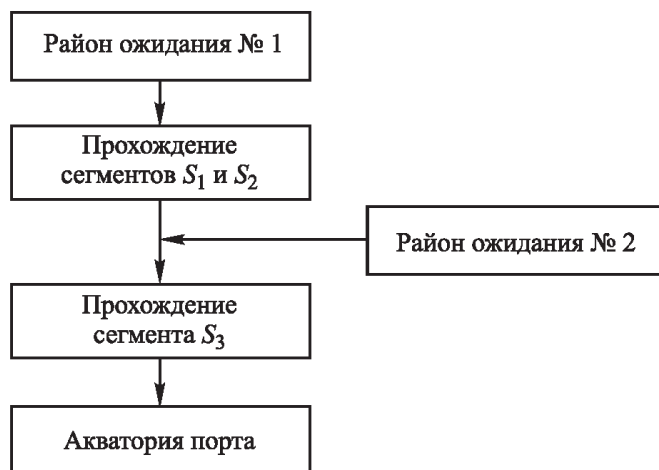 Район ожидания № 1
Прохождение
сегментов S₁ и S₂
Район ожидания № 2
Прохождение
сегмента S₃
Акватория порта